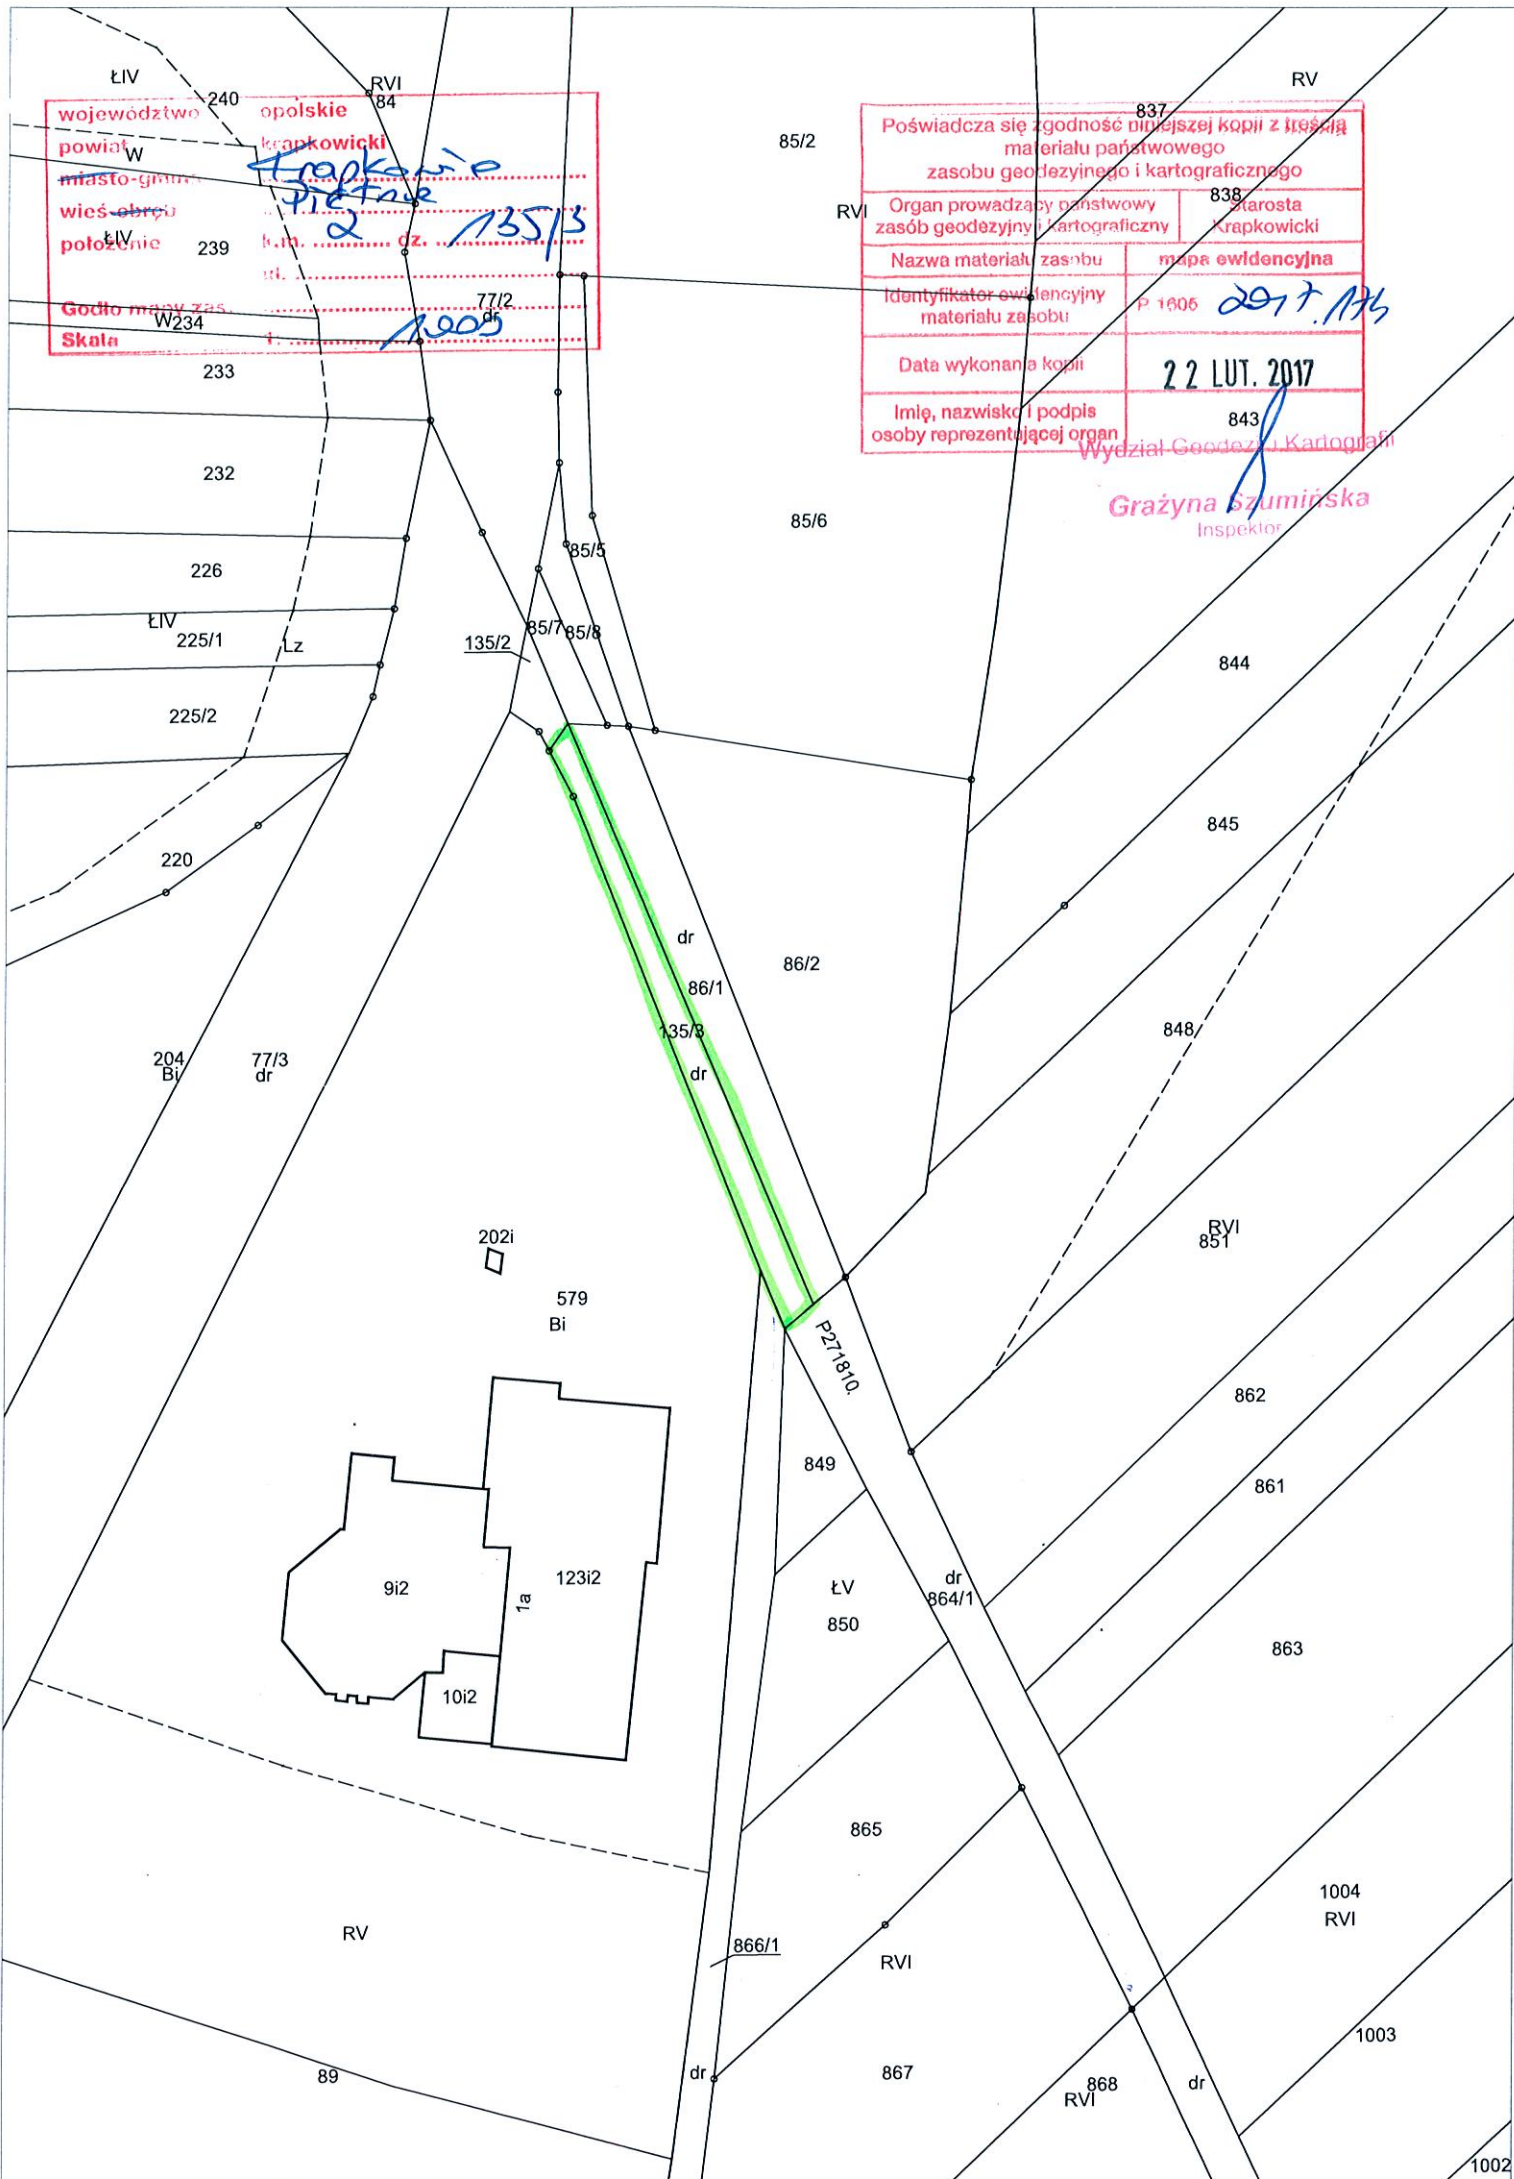 ŁIV
240
RVI
84
województwo opolskie
powiat krapkowicki
W
miasto-gmina Krapkowice
wieś-obręb Pietna
położenie k.m. 2 dz. 135/3
ŁIV
239
ul.
Godło mapy zas.
77/2
dr
W234
Skala 1:
85/2
RV
837
Poświadcza się zgodność niniejszej kopii z treścią
materiału państwowego
zasobu geodezyjnego i kartograficznego
RVI
838
Organ prowadzący państwowy
zasób geodezyjny i kartograficzny
Starosta
Krapkowicki
Nazwa materiału zasobu mapa ewidencyjna
Identyfikator ewidencyjny
materiału zasobu
P. 1605 2017.174
Data wykonania kopii 22 LUT. 2017
Imię, nazwisko i podpis
osoby reprezentującej organ
843
Wydział Geodezji i Kartografii
Grażyna Szumińska
Inspektor
233
232
85/6
226
85/5
ŁIV
225/1
Lz
135/2
85/7
85/8
844
225/2
845
220
dr
86/2
86/1
135/3
dr
848
204
Bi
77/3
dr
RVI
851
202i
579
Bi
P271810.
862
849
861
9i2
1a
123i2
ŁV
850
dr
864/1
863
10i2
865
1004
RVI
RV
866/1
RVI
1003
89
dr
867
868
RVI
dr
1002